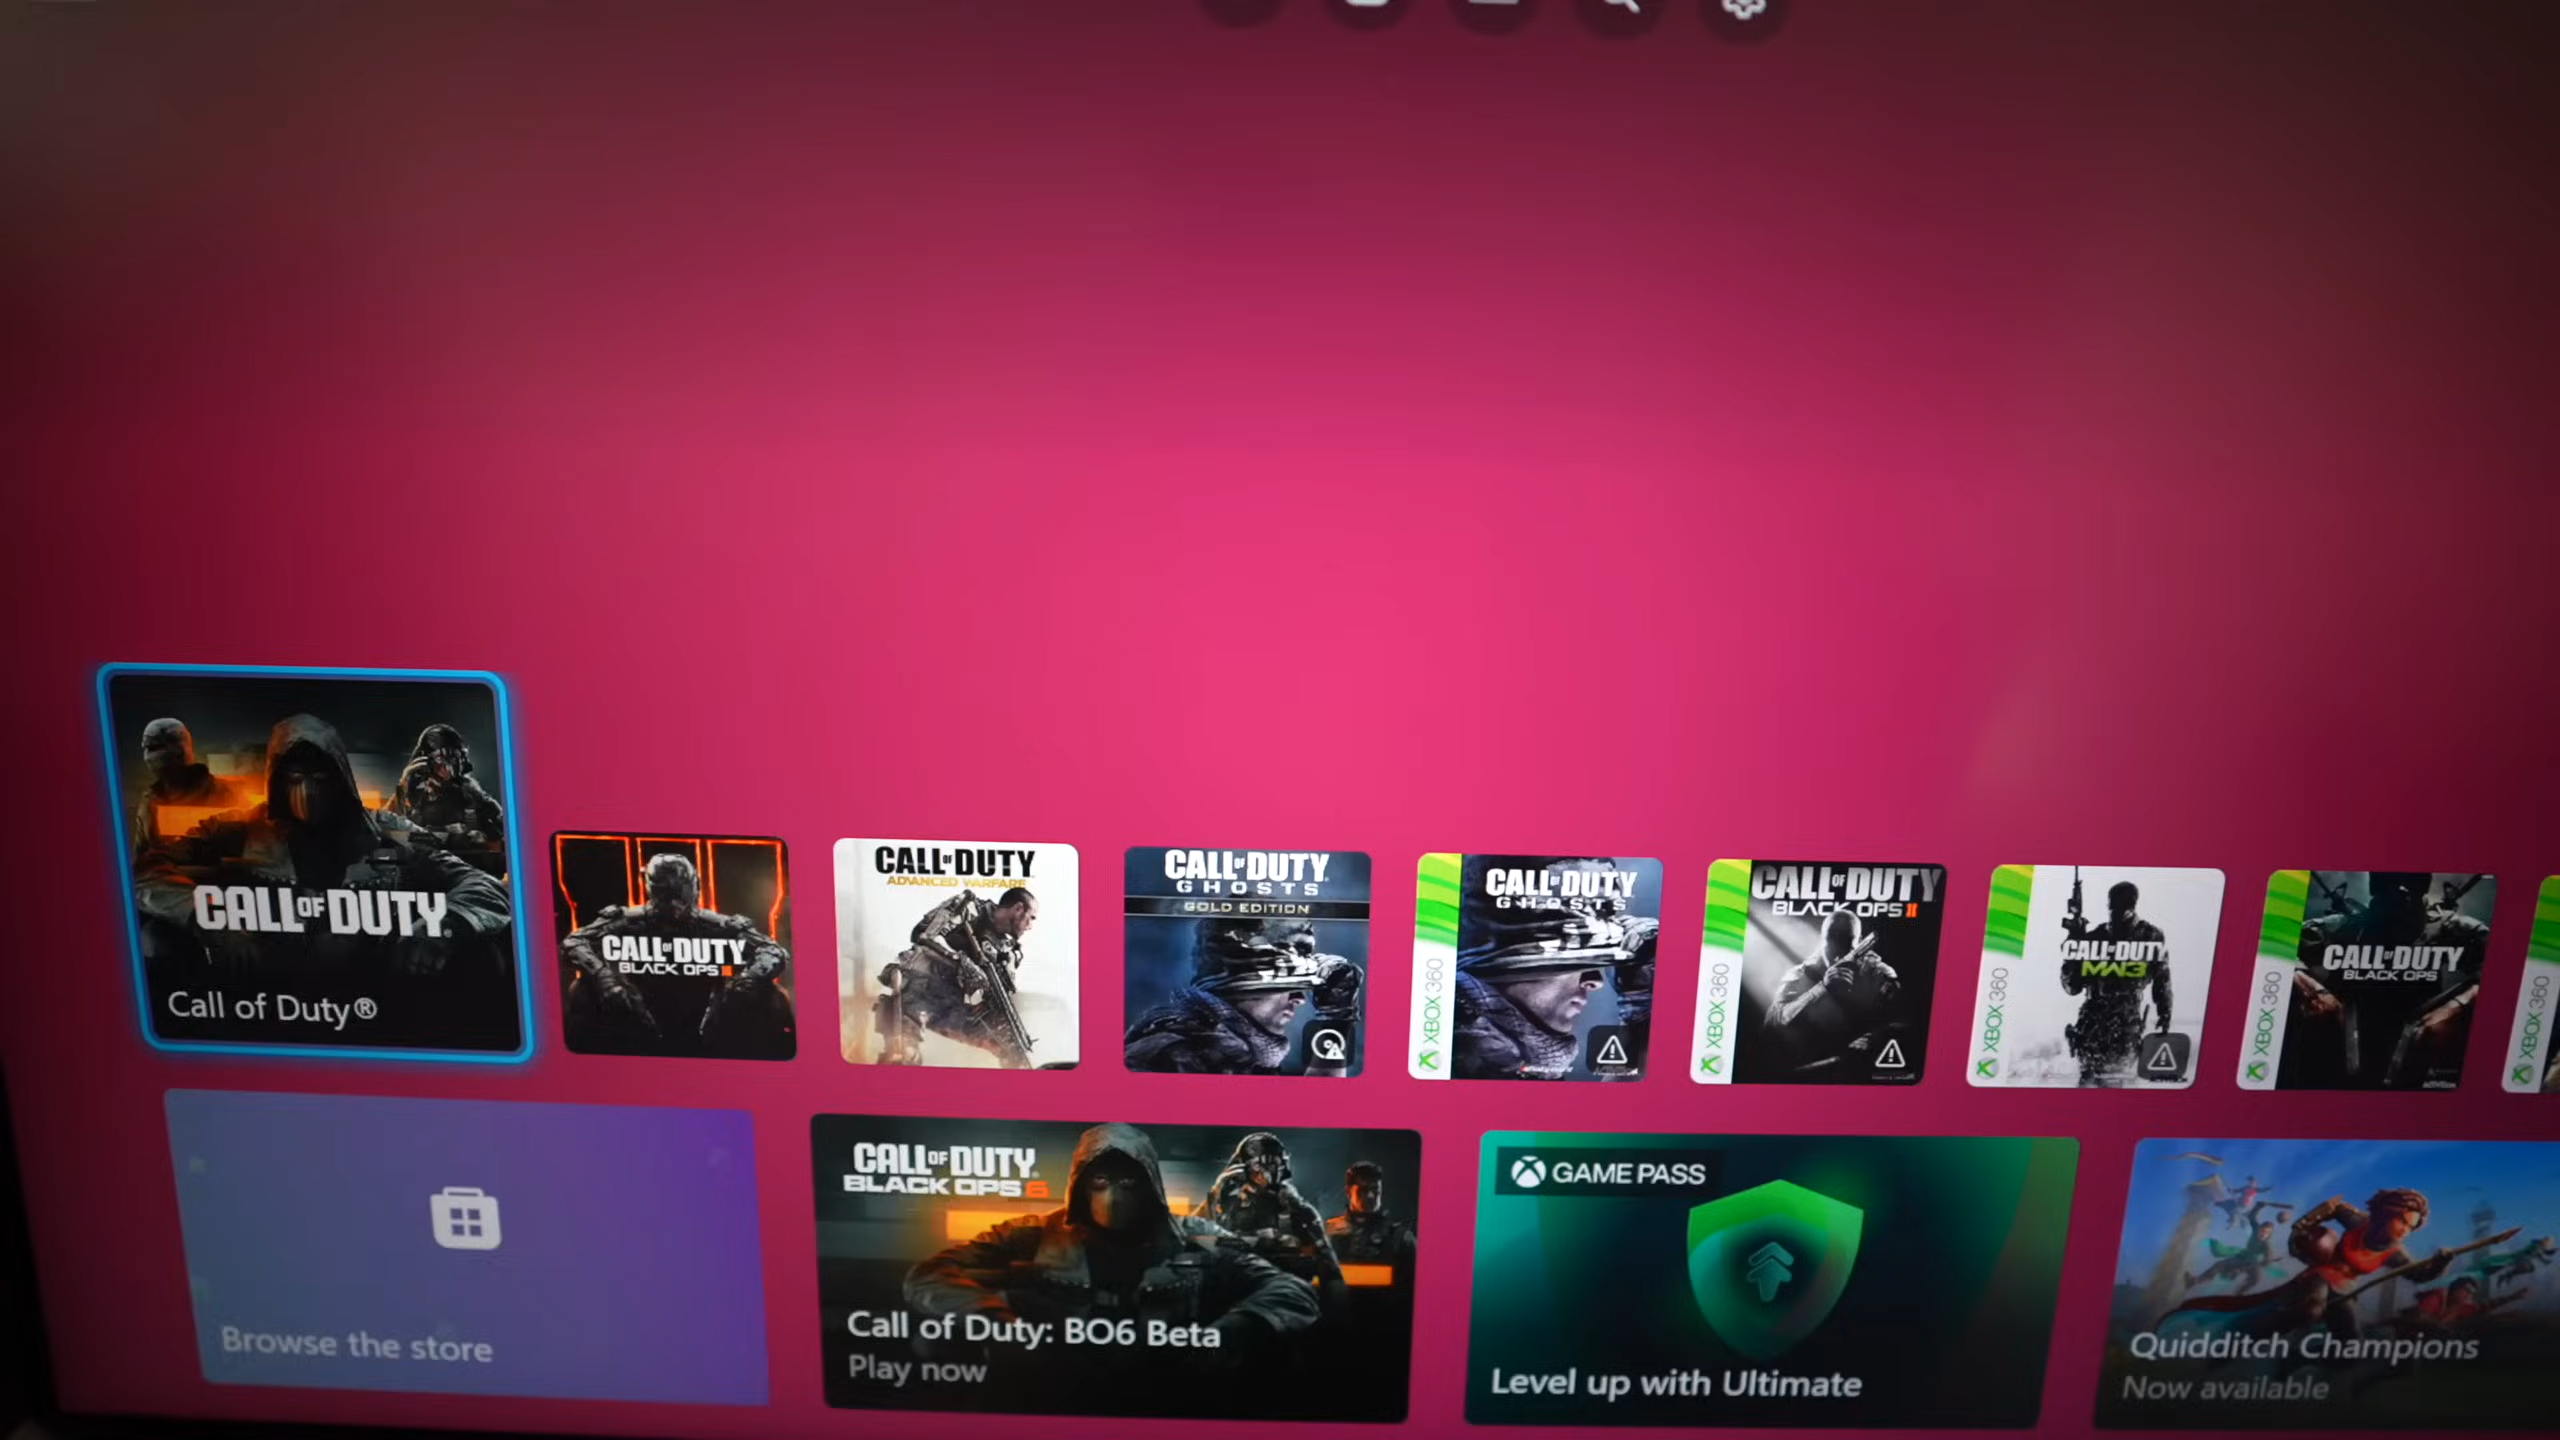 CALL OF DUTY
Call of Duty®
CALL OF DUTY
BLACK OPS III
CALL OF DUTY
ADVANCED WARFARE
CALL OF DUTY
GHOSTS
GOLD EDITION
XBOX 360
CALL OF DUTY
GHOSTS
XBOX 360
CALL OF DUTY
BLACK OPS II
XBOX 360
CALL OF DUTY
MW3
XBOX 360
CALL OF DUTY
BLACK OPS
XBOX 360
Browse the store
CALL OF DUTY
BLACK OPS 6
Call of Duty: BO6 Beta
Play now
GAME PASS
Level up with Ultimate
Quidditch Champions
Now available